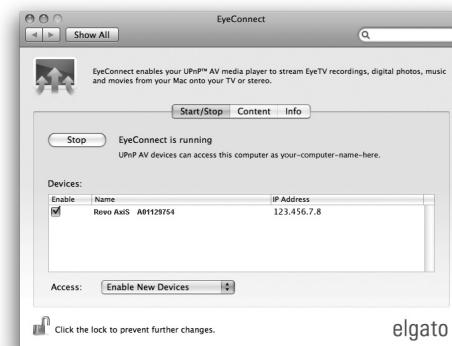 EyeConnect
Show All
EyeConnect enables your UPnP™ AV media player to stream EyeTV recordings, digital photos, music
and movies from your Mac onto your TV or stereo.
Start/Stop Content Info
Stop EyeConnect is running
UPnP AV devices can access this computer as your-computer-name-here.
Devices:
Enable Name IP Address
Revo AxiS A01129754 123.456.7.8
Access: Enable New Devices
Click the lock to prevent further changes.
elgato